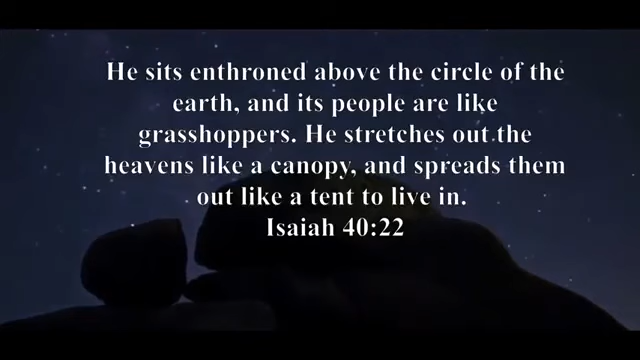 He sits enthroned above the circle of the
earth, and its people are like
grasshoppers. He stretches out the
heavens like a canopy, and spreads them
out like a tent to live in.
Isaiah 40:22